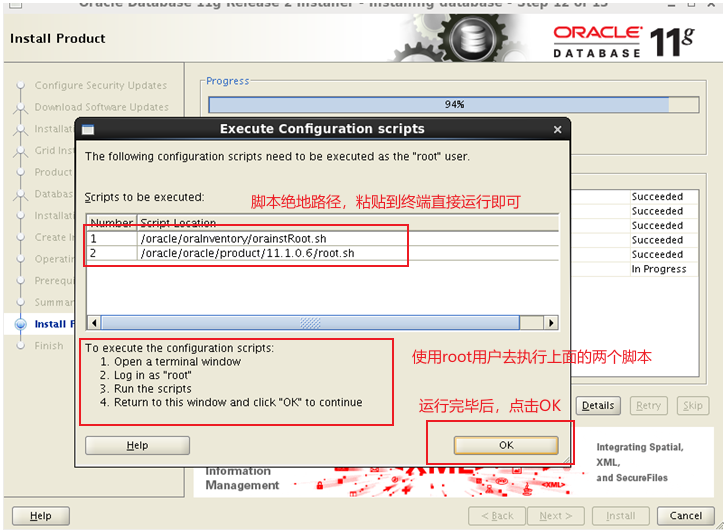 Oracle Database 11g Release 2 Installer - Installing database - Step 12 of 13
Install Product
ORACLE
DATABASE
11g
Configure Security Updates
Download Software Updates
Installa
Grid Ins
Product
Databas
Installat
Create I
Operatin
Prerequi
Summar
Install P
Finish
Progress
94%
Succeeded
Succeeded
Succeeded
Succeeded
Succeeded
In Progress
Execute Configuration scripts
The following configuration scripts need to be executed as the "root" user.
Scripts to be executed:
脚本绝地路径，粘贴到终端直接运行即可
Number Script Location
1 /oracle/oraInventory/orainstRoot.sh
2 /oracle/oracle/product/11.1.0.6/root.sh
To execute the configuration scripts:
1. Open a terminal window
2. Log in as "root"
3. Run the scripts
4. Return to this window and click "OK" to continue
使用root用户去执行上面的两个脚本
运行完毕后，点击OK
Help
OK
Details
Retry
Skip
Information
Management
XML
<XML>
Integrating Spatial,
XML,
and SecureFiles
Help
< Back
Next >
Install
Cancel